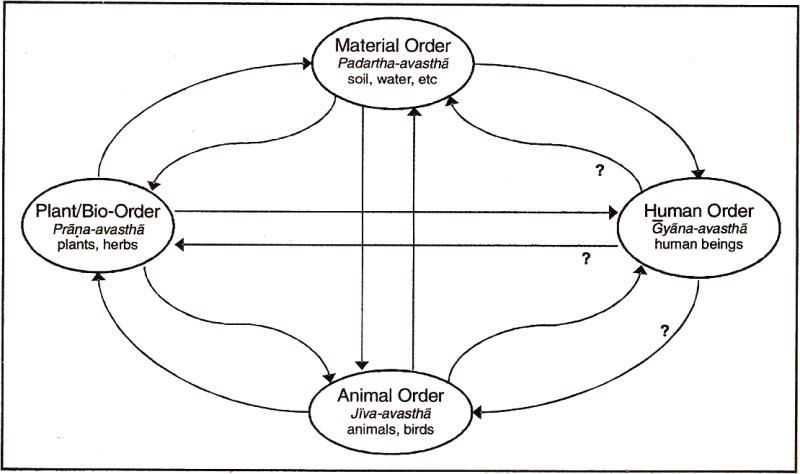 Material Order
Padartha-avasthā
soil, water, etc
?
Plant/Bio-Order
Prāṇa-avasthā
plants, herbs
Human Order
G̅yāna-avasthā
human beings
?
?
Animal Order
Jīva-avasthā
animals, birds